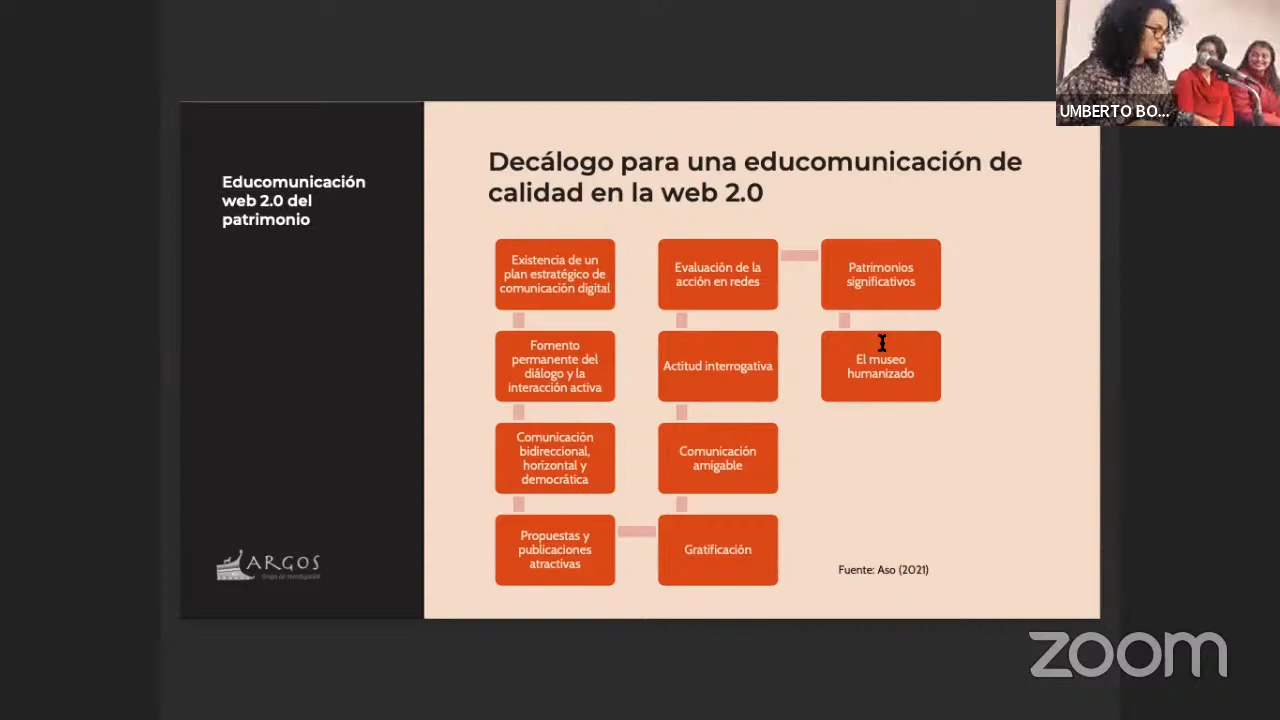 UMBERTO BO...
Educomunicación
web 2.0 del
patrimonio
ARGOS
Grupo de Investigación
Decálogo para una educomunicación de
calidad en la web 2.0
Existencia de un
plan estratégico de
comunicación digital
Fomento
permanente del
diálogo y la
interacción activa
Comunicación
bidireccional,
horizontal y
democrática
Propuestas y
publicaciones
atractivas
Gratificación
Comunicación
amigable
Actitud interrogativa
Evaluación de la
acción en redes
Patrimonios
significativos
El museo
humanizado
Fuente: Aso (2021)
zoom